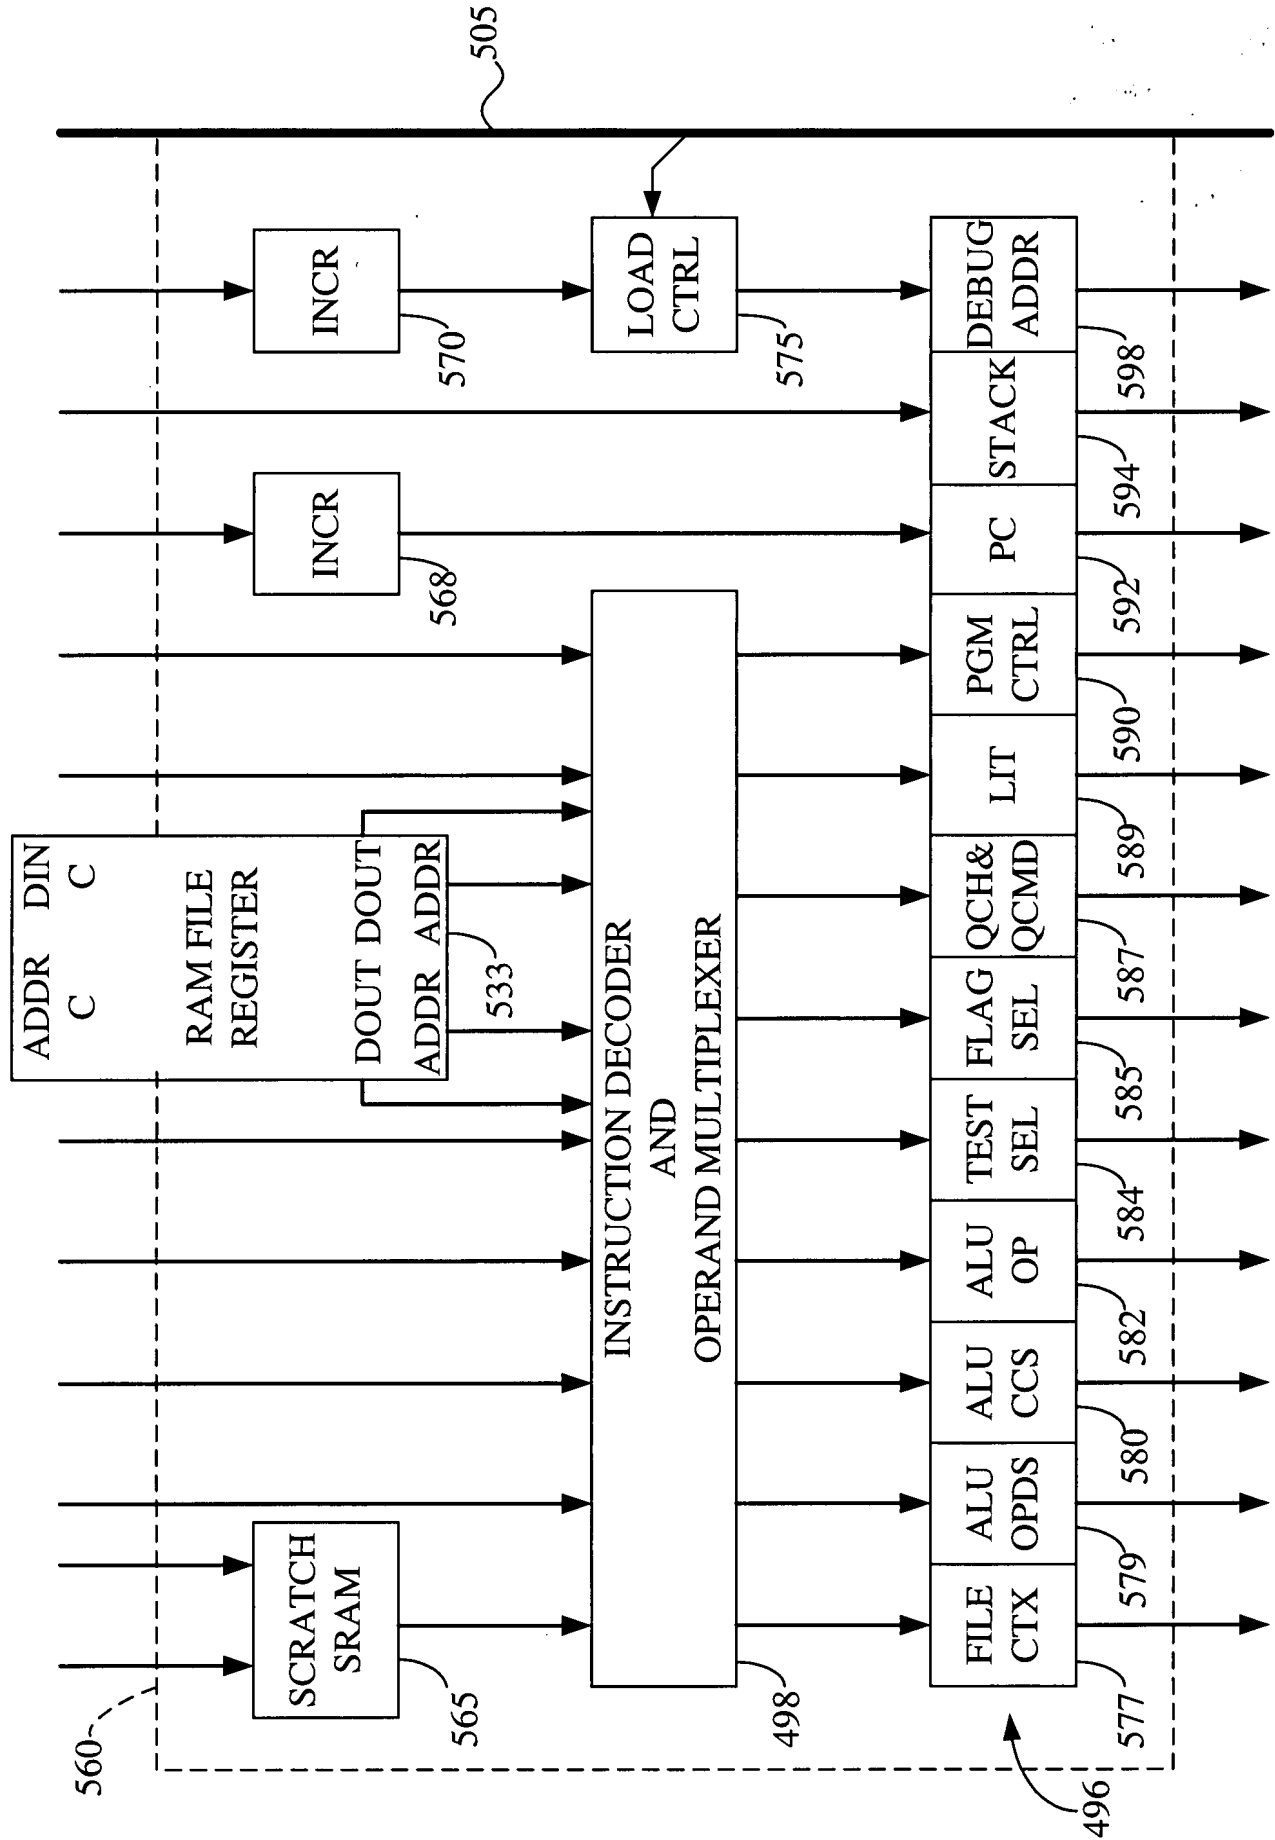 505
560
ADDR DIN
C C
RAM FILE
REGISTER
DOUT DOUT
ADDR ADDR
533
SCRATCH
SRAM
565
INCR
568
INCR
570
INSTRUCTION DECODER
AND
OPERAND MULTIPLEXER
498
LOAD
CTRL
575
FILE
CTX
577
ALU
OPDS
579
ALU
CCS
580
ALU
OP
582
TEST
SEL
584
FLAG
SEL
585
QCH&
QCMD
587
LIT
589
PGM
CTRL
590
PC
592
STACK
594
DEBUG
ADDR
598
496